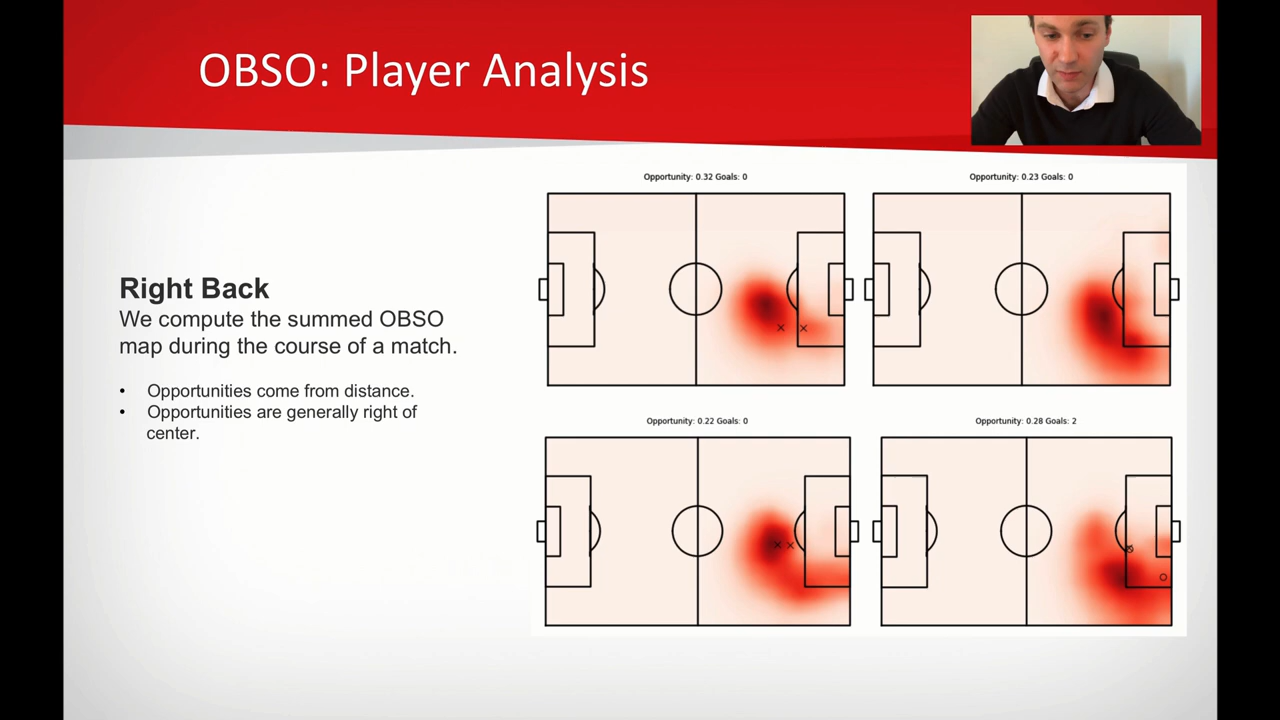 OBSO: Player Analysis
Right Back
We compute the summed OBSO
map during the course of a match.
• Opportunities come from distance.
• Opportunities are generally right of
center.
Opportunity: 0.32 Goals: 0
Opportunity: 0.23 Goals: 0
Opportunity: 0.22 Goals: 0
Opportunity: 0.28 Goals: 2